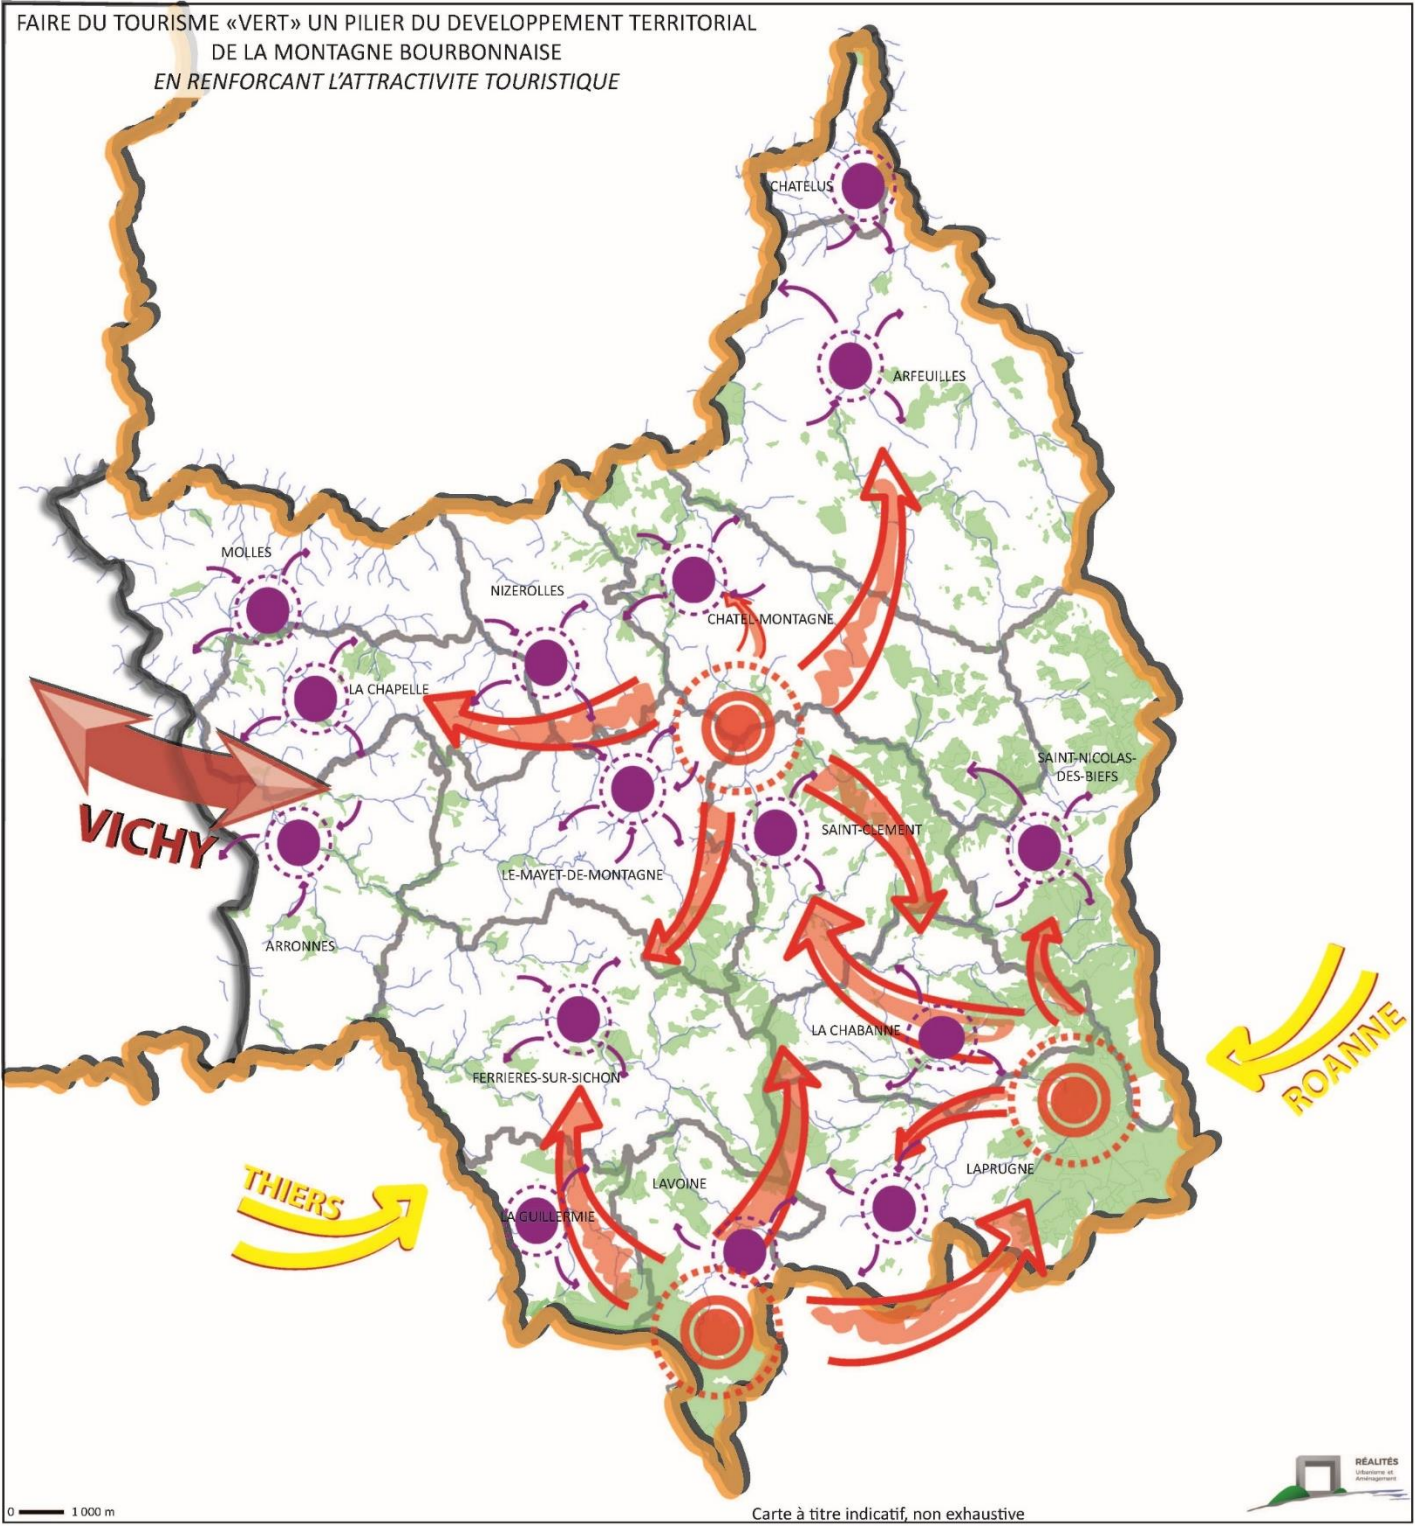 FAIRE DU TOURISME «VERT» UN PILIER DU DEVELOPPEMENT TERRITORIAL
DE LA MONTAGNE BOURBONNAISE
EN RENFORCANT L'ATTRACTIVITE TOURISTIQUE
CHATELUS
ARFEUILLES
MOLLES
NIZEROLLES
CHATEL-MONTAGNE
LA CHAPELLE
SAINT-NICOLAS-
DES-BIEFS
VICHY
SAINT-CLEMENT
LE-MAYET-DE-MONTAGNE
ARRONNES
LA CHABANNE
ROANNE
FERRIERES-SUR-SICHON
LAPRUGNE
THIERS
LAVOINE
LA GUILLERMIE
RÉALITÉS
Urbanisme et
Aménagement
0 1 000 m
Carte à titre indicatif, non exhaustive